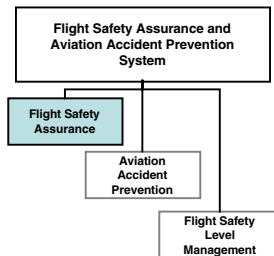 Flight Safety Assurance and
Aviation Accident Prevention
System
Flight Safety
Assurance
Aviation
Accident
Prevention
Flight Safety
Level
Management